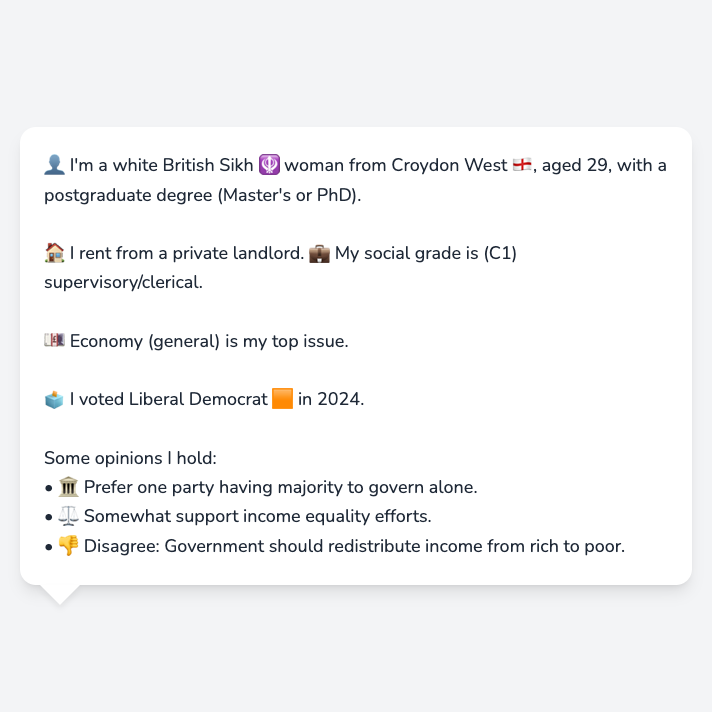 👤 I'm a white British Sikh 🪯 woman from Croydon West 🏴󠁧󠁢󠁥󠁮󠁧󠁿, aged 29, with a
postgraduate degree (Master's or PhD).
🏠 I rent from a private landlord. 💼 My social grade is (C1)
supervisory/clerical.
💷 Economy (general) is my top issue.
🗳️ I voted Liberal Democrat 🟧 in 2024.
Some opinions I hold:
• 🏛️ Prefer one party having majority to govern alone.
• ⚖️ Somewhat support income equality efforts.
• 👎 Disagree: Government should redistribute income from rich to poor.